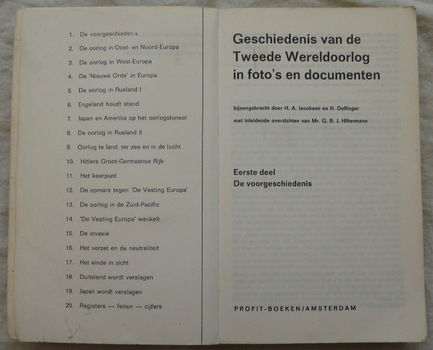 1. De voorgeschiedenis
2. De oorlog in Oost- en Noord-Europa
3. De oorlog in West-Europa
4. De 'Nieuwe Orde' in Europa
5. De oorlog in Rusland I
6. Engeland houdt stand
7. Japan en Amerika op het oorlogstoneel
8. De oorlog in Rusland II
9. Oorlog te land, ter zee en in de lucht
10. Hitlers Groot-Germaanse Rijk
11. Het keerpunt
12. De opmars tegen 'De Vesting Europa'
13. De oorlog in de Zuid-Pacific
14. 'De Vesting Europa' wankelt
15. De invasie
16. Het verzet en de neutraliteit
17. Het einde in zicht
18. Duitsland wordt verslagen
19. Japan wordt verslagen
20. Registers — feiten — cijfers
Geschiedenis van de
Tweede Wereldoorlog
in foto's en documenten
bijeengebracht door H. A. Jacobsen en H. Dollinger
met inleidende overzichten van Mr. G. B. J. Hiltermann
Eerste deel
De voorgeschiedenis
PROFIT-BOEKEN/AMSTERDAM